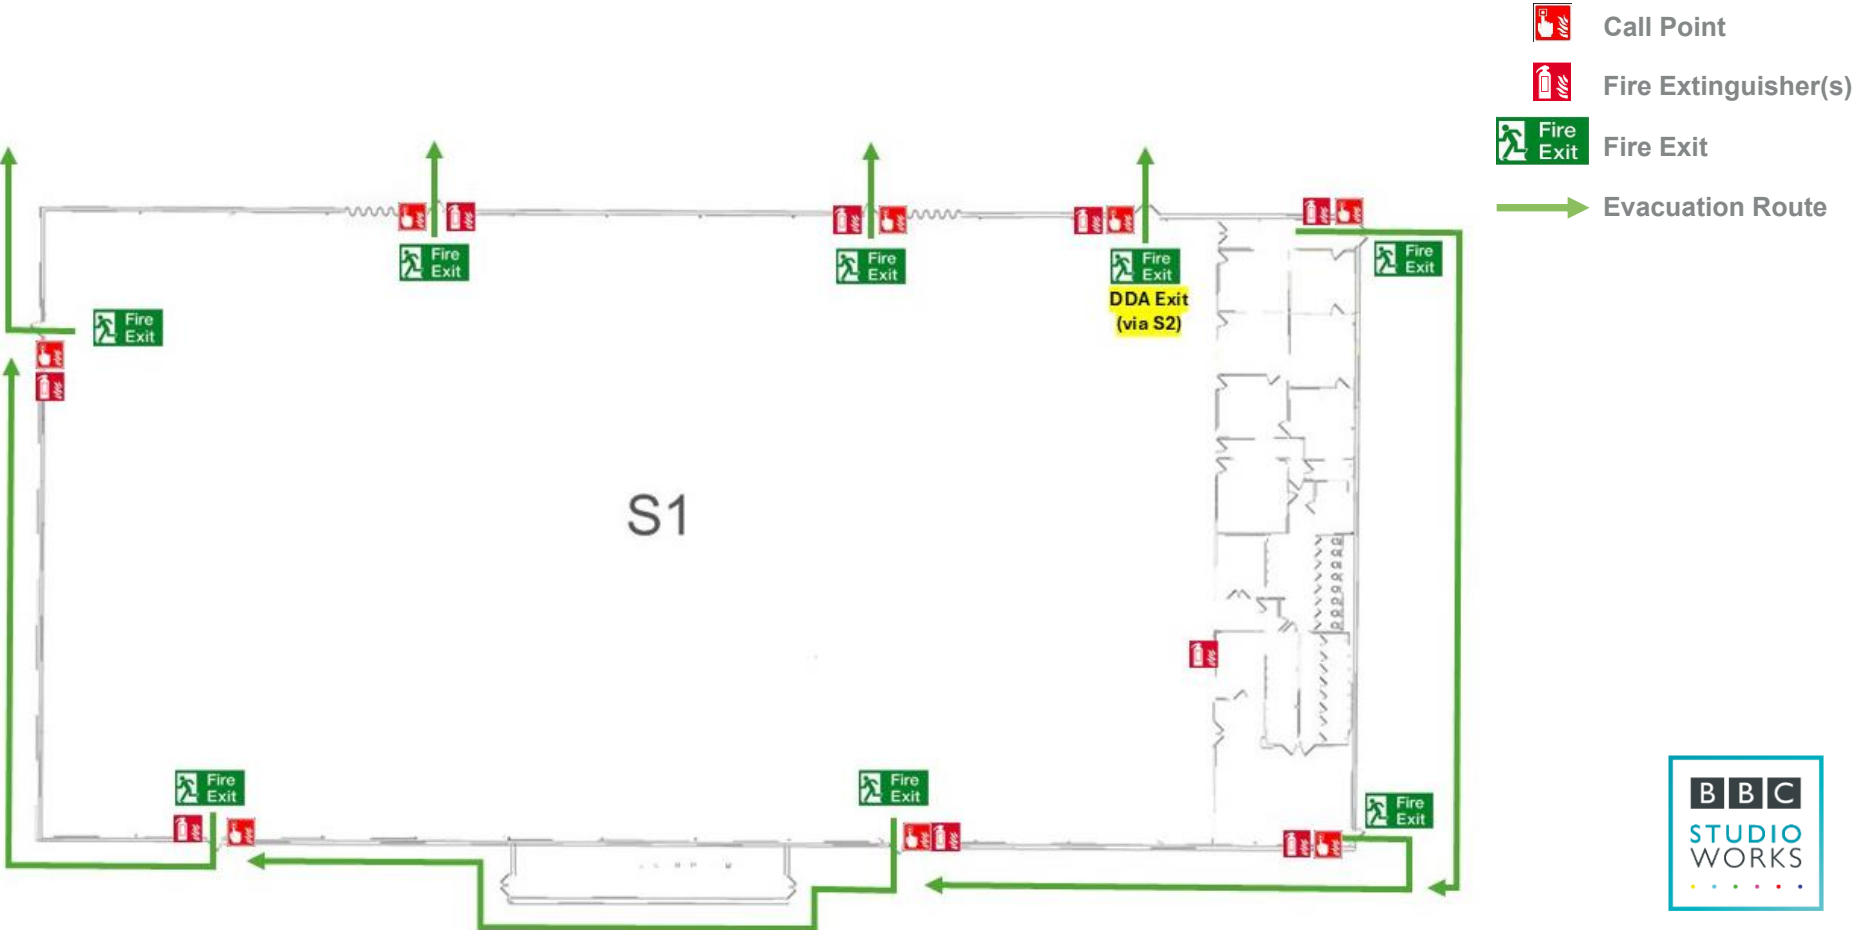 Call Point
Fire Extinguisher(s)
Fire
Exit
Fire Exit
Evacuation Route
Fire
Exit
Fire
Exit
Fire
Exit
DDA Exit
(via S2)
Fire
Exit
Fire
Exit
S1
Fire
Exit
Fire
Exit
Fire
Exit
BBC
STUDIO
WORKS